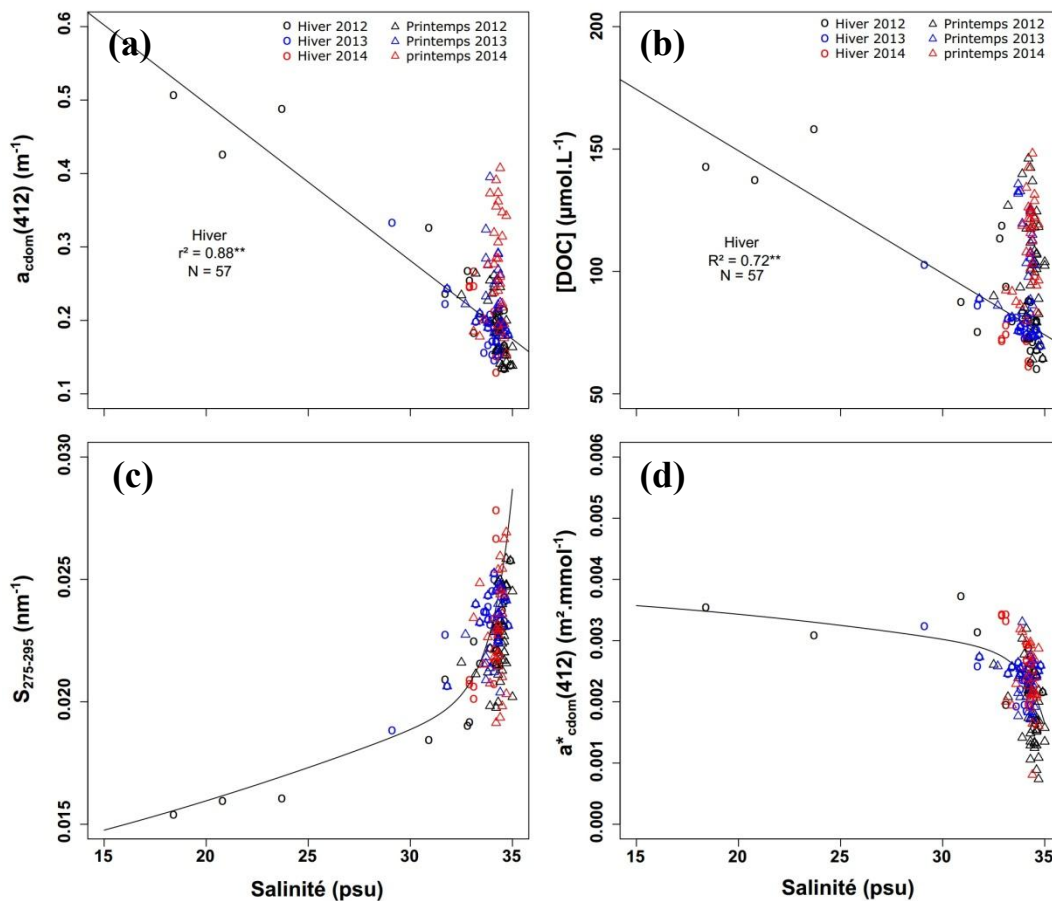 (a)
o Hiver 2012 △ Printemps 2012
o Hiver 2013 △ Printemps 2013
o Hiver 2014 △ printemps 2014
Hiver
r² = 0.88**
N = 57
a_cdom(412) (m⁻¹)
0.6
0.5
0.4
0.3
0.2
0.1
(b)
o Hiver 2012 △ Printemps 2012
o Hiver 2013 △ Printemps 2013
o Hiver 2014 △ printemps 2014
Hiver
R² = 0.72**
N = 57
[DOC] (µmol.L⁻¹)
200
150
100
50
(c)
S₂₇₅₋₂₉₅ (nm⁻¹)
0.030
0.025
0.020
0.015
15 20 25 30 35
Salinité (psu)
(d)
a*_cdom(412) (m².mmol⁻¹)
0.006
0.005
0.004
0.003
0.002
0.001
0.000
15 20 25 30 35
Salinité (psu)